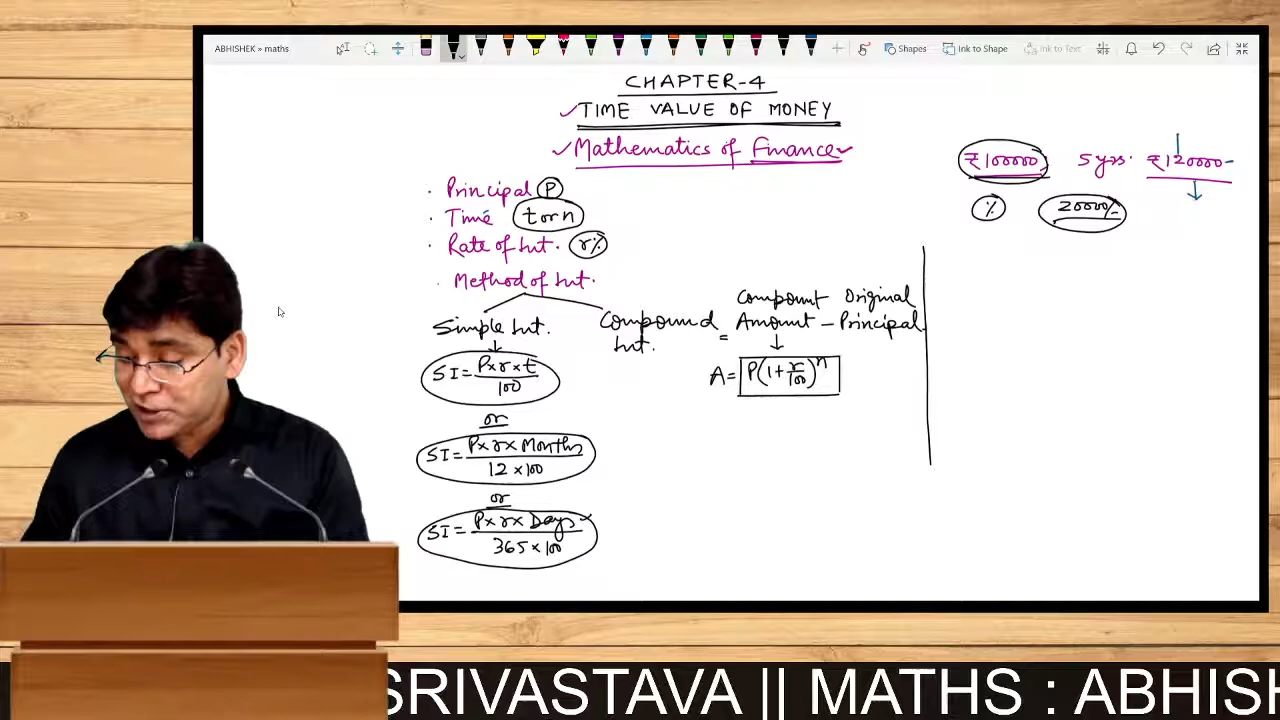 ABHISHEK » maths
Shapes
Ink to Shape
Ink to Text
CHAPTER-4
TIME VALUE OF MONEY
Mathematics of Finance
· Principal P
· Time t or n
· Rate of Int. r%
· Method of Int.
Simple Int.
SI = P×r×t
100
or
SI = P×r×Months
12×100
or
SI = P×r×Days
365×100
Compound Int. =
Compount Amount – Original Principal
A = P(1+r/100)^n
₹100000 5 yrs. ₹120000
% 20000/-
SRIVASTAVA || MATHS : ABHISH